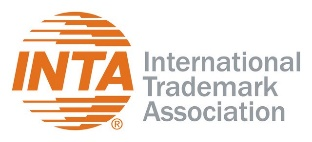 INTA
International
Trademark
Association
®